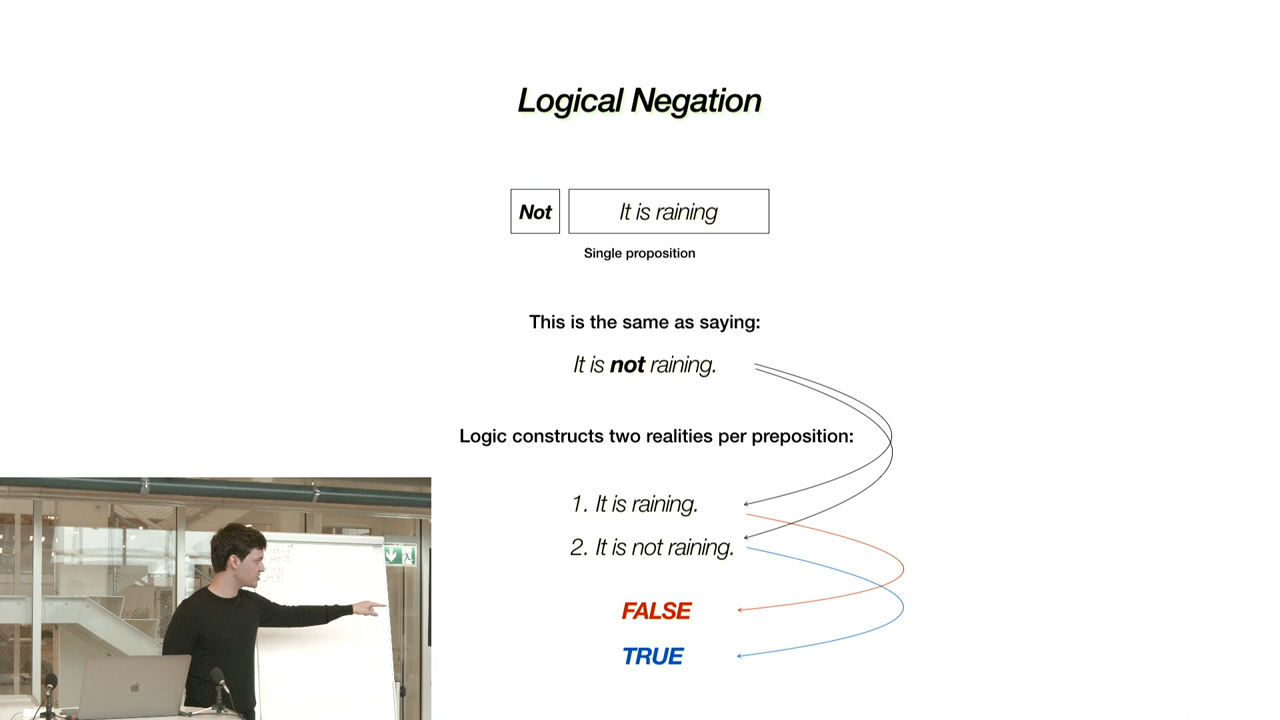 Logical Negation
Not It is raining
Single proposition
This is the same as saying:
It is not raining.
Logic constructs two realities per preposition:
1. It is raining.
2. It is not raining.
FALSE
TRUE